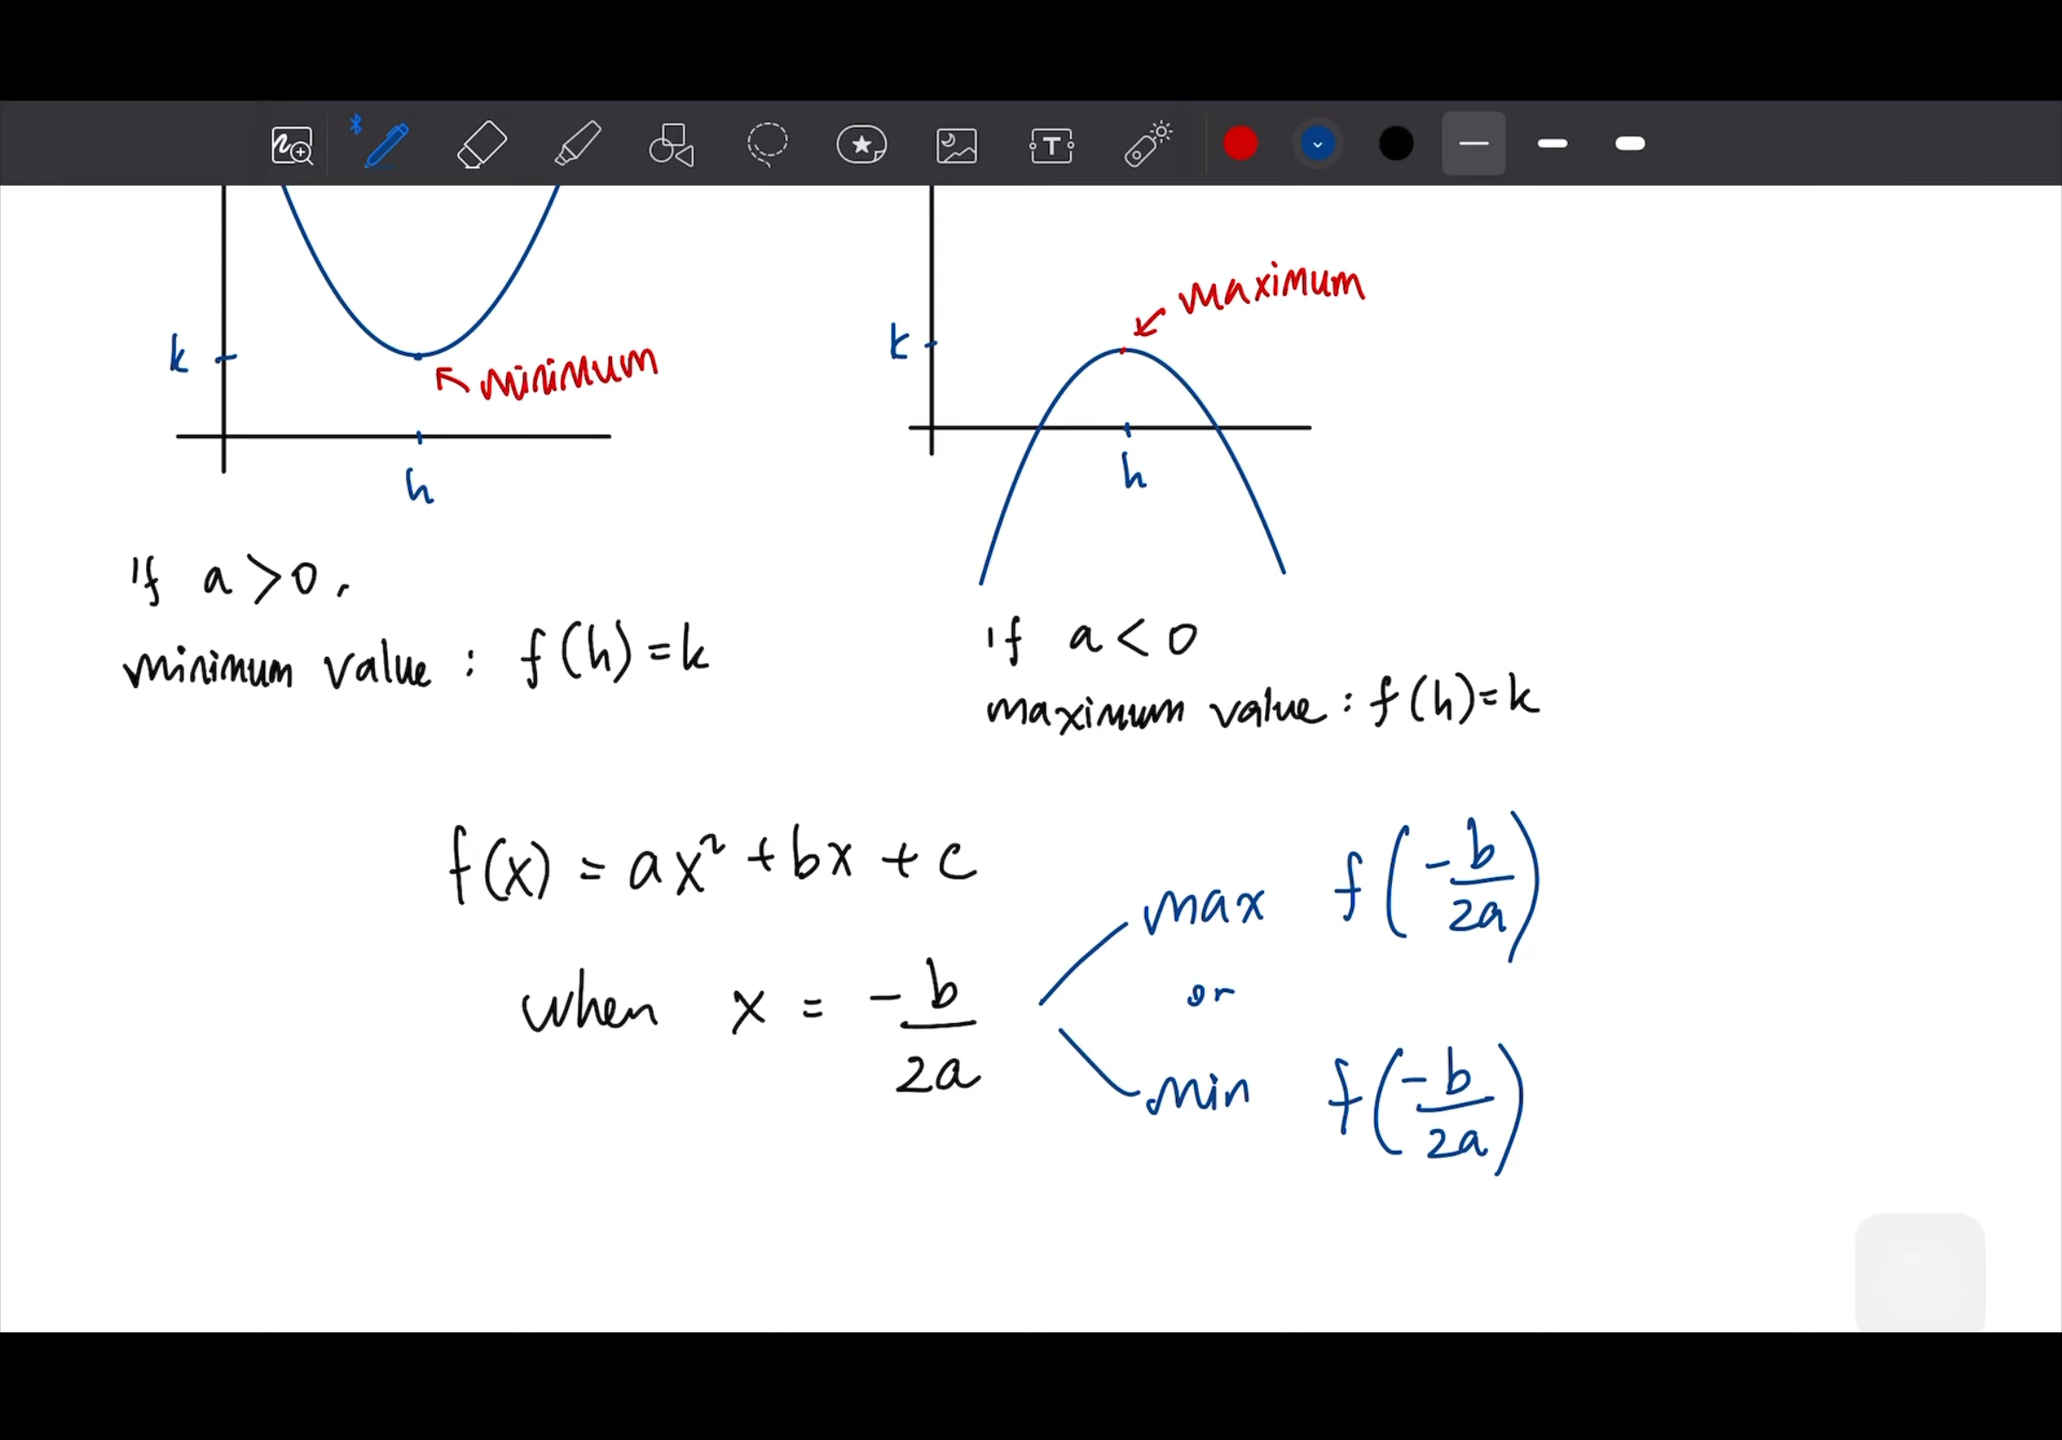 k
minimum
h
If a > 0,
minimum value : f(h) = k
maximum
k
h
if a < 0
maximum value : f(h) = k
f(x) = ax² + bx + c
when x = -b/2a
max f(-b/2a)
or
min f(-b/2a)
T